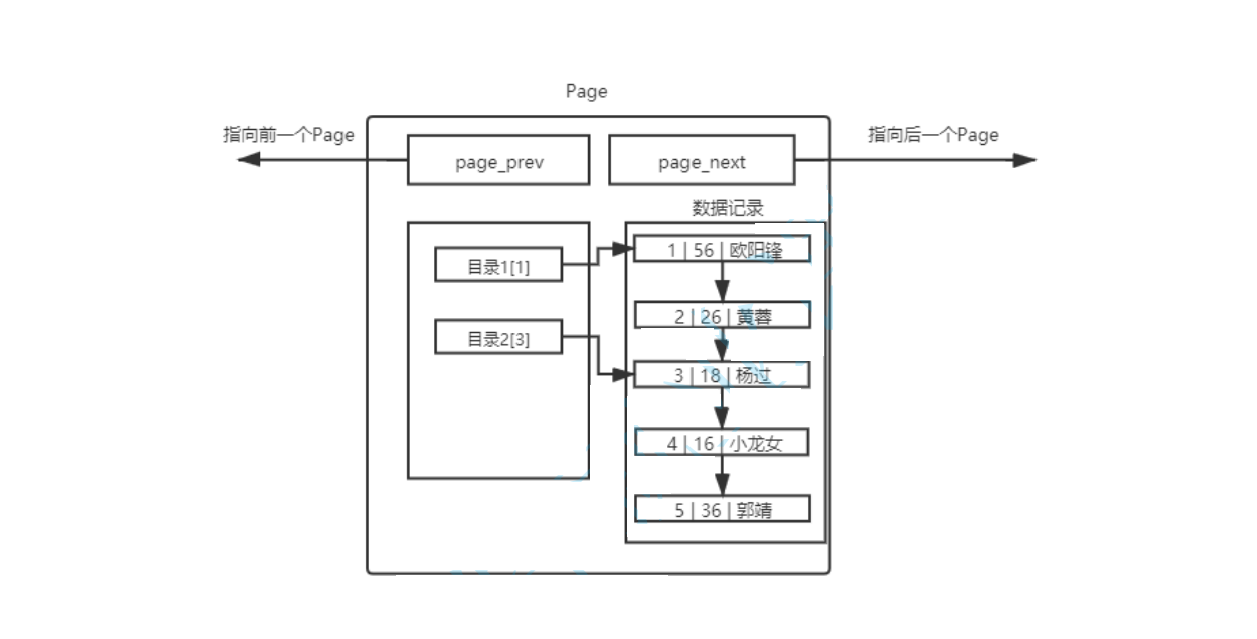 Page
指向前一个Page
指向后一个Page
page_prev
page_next
数据记录
目录1[1]
目录2[3]
1 | 56 | 欧阳锋
2 | 26 | 黄蓉
3 | 18 | 杨过
4 | 16 | 小龙女
5 | 36 | 郭靖